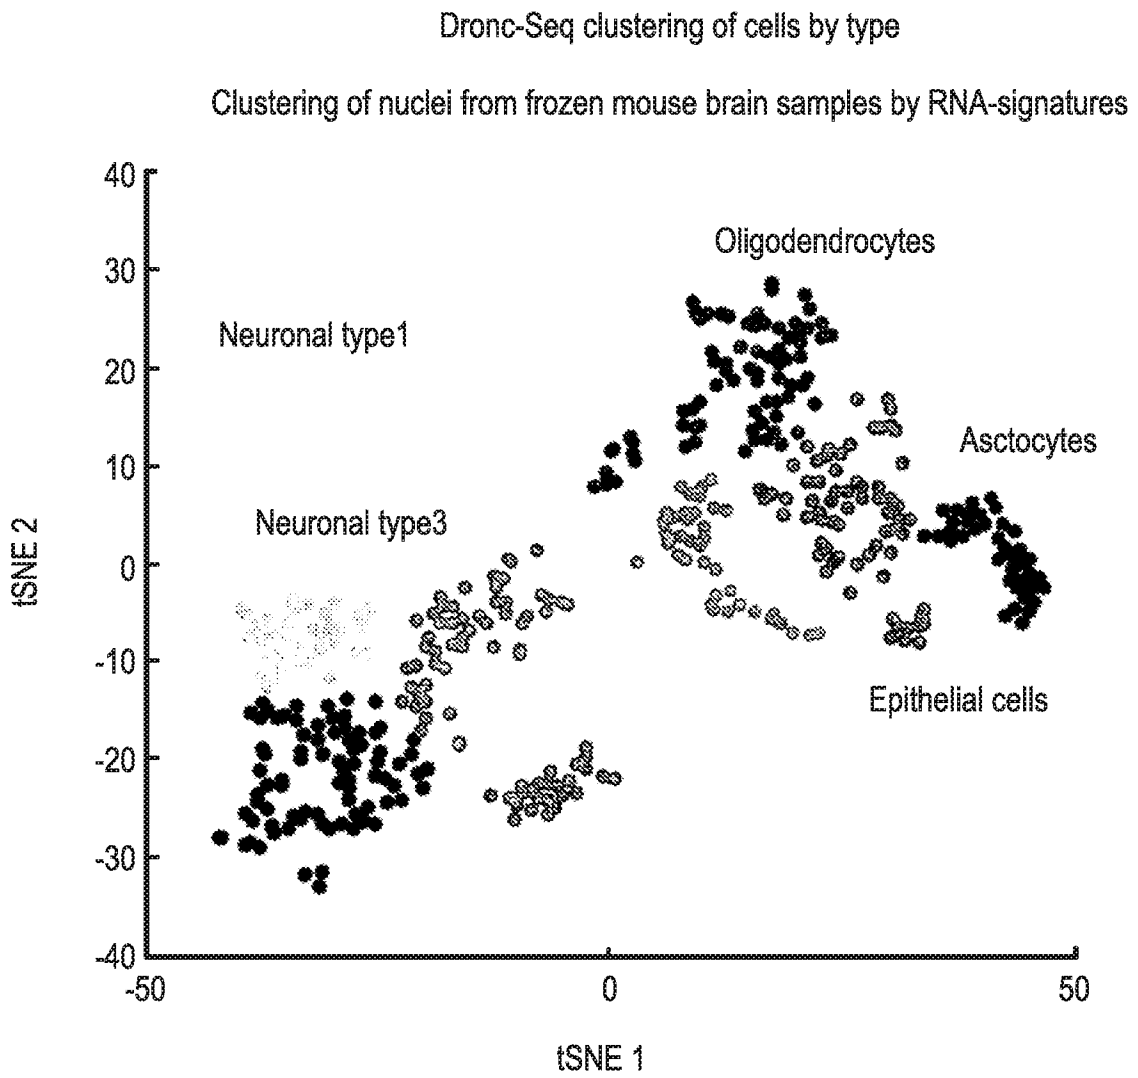 Dronc-Seq clustering of cells by type
Clustering of nuclei from frozen mouse brain samples by RNA-signatures
40
30
20
10
0
-10
-20
-30
-40
-50
0
50
tSNE 2
tSNE 1
Oligodendrocytes
Neuronal type1
Asctocytes
Neuronal type3
Epithelial cells